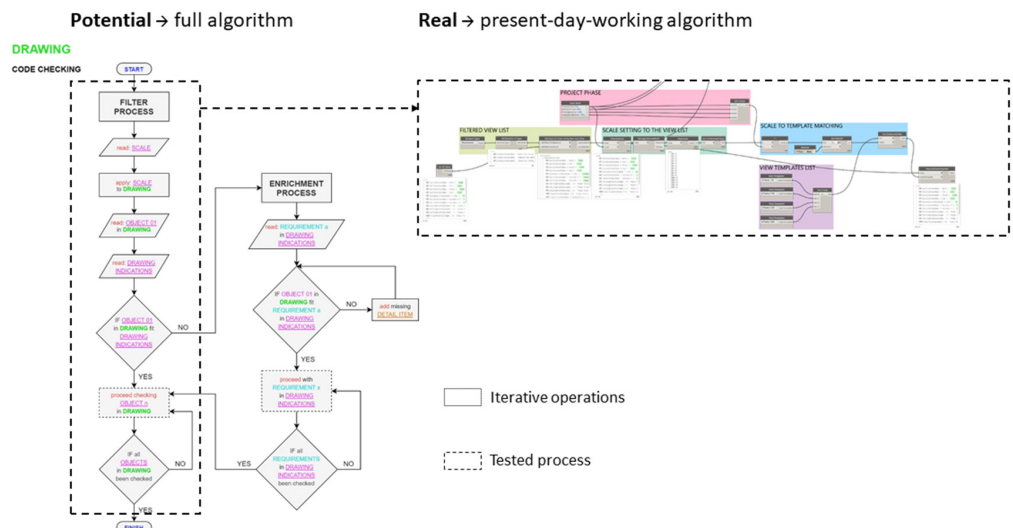 Potential → full algorithm
Real → present-day-working algorithm
DRAWING
CODE CHECKING
START
FILTER
PROCESS
read: SCALE
apply: SCALE
to DRAWING
read: OBJECT 01
in DRAWING
read: DRAWING
INDICATIONS
IF OBJECT 01
in DRAWING fit
DRAWING
INDICATIONS
NO
YES
proceed checking
OBJECT n
in DRAWING
IF all
OBJECTS
in DRAWING
been checked
NO
YES
FINISH
ENRICHMENT
PROCESS
read: REQUIREMENT a
in DRAWING
INDICATIONS
IF OBJECT 01 in
DRAWING fit
REQUIREMENT a
in DRAWING
INDICATIONS
NO
add missing
DETAIL ITEM
YES
proceed with
REQUIREMENT x
in DRAWING
INDICATIONS
IF all
REQUIREMENTS
in DRAWING
INDICATIONS
been checked
YES
NO
PROJECT PHASE
FILTERED VIEW LIST
SCALE SETTING TO THE VIEW LIST
SCALE TO TEMPLATE MATCHING
VIEW TEMPLATES LIST
Iterative operations
Tested process